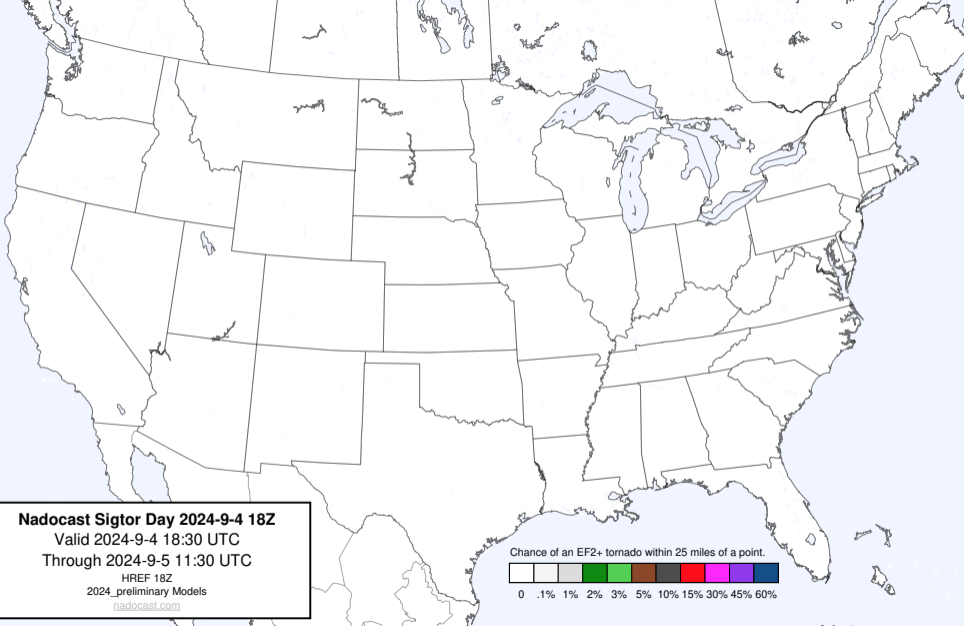 Nadocast Sigtor Day 2024-9-4 18Z
Valid 2024-9-4 18:30 UTC
Through 2024-9-5 11:30 UTC
HREF 18Z
2024_preliminary Models
nadocast.com
Chance of an EF2+ tornado within 25 miles of a point.
0 .1% 1% 2% 3% 5% 10% 15% 30% 45% 60%